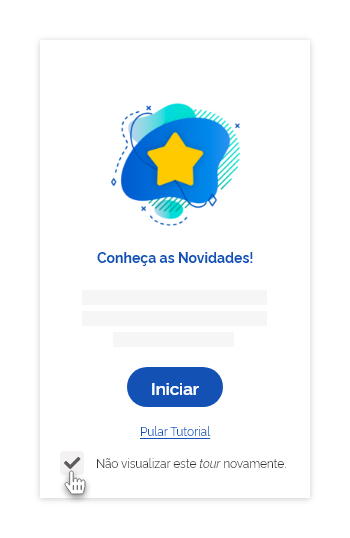 Conheça as Novidades!
Iniciar
Pular Tutorial
Não visualizar este tour novamente.